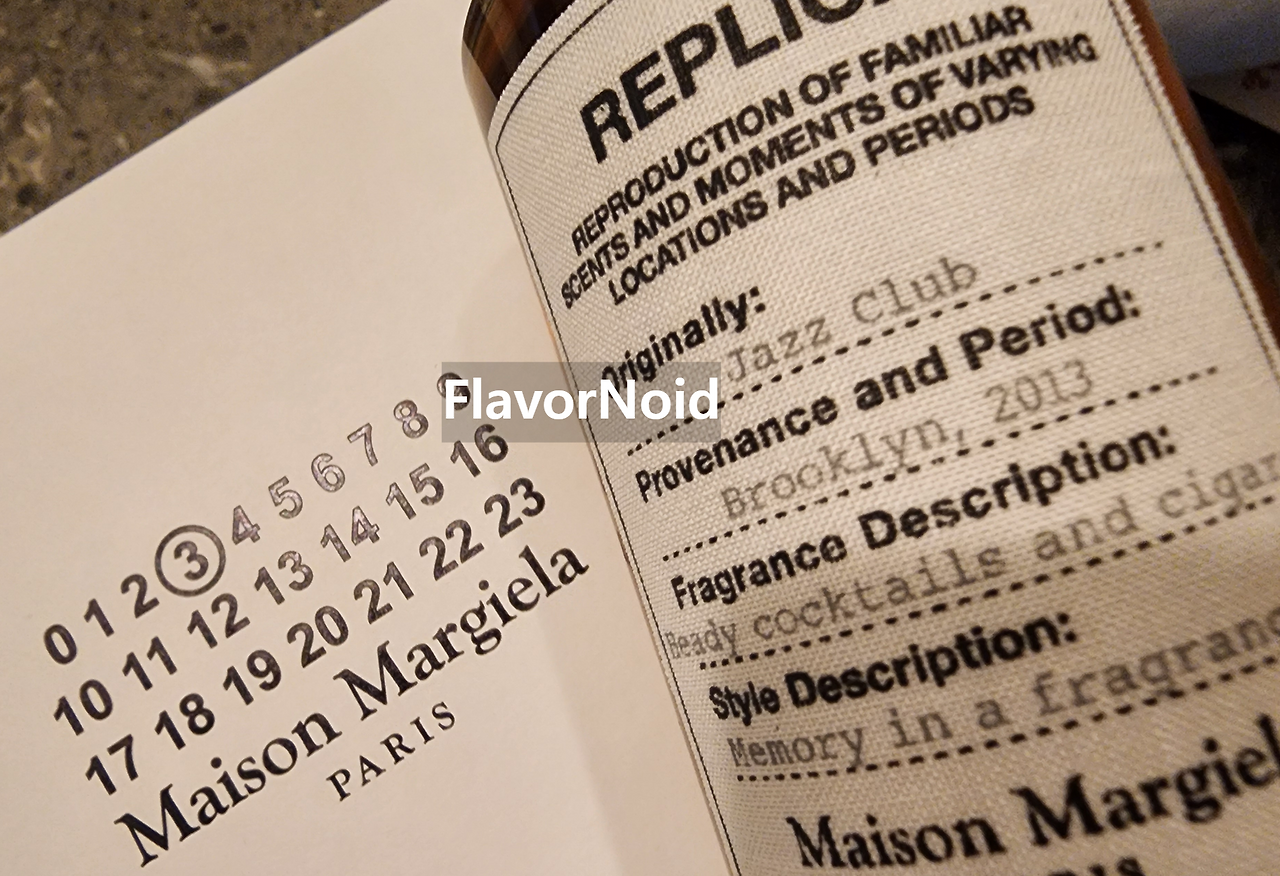 0 1 2 3 4 5 6 7 8 9
10 11 12 13 14 15 16
17 18 19 20 21 22 23
Maison Margiela
PARIS
FlavorNoid
REPLIC
REPRODUCTION OF FAMILIAR
SCENTS AND MOMENTS OF VARYING
LOCATIONS AND PERIODS
Originally:
Jazz Club
Provenance and Period:
Brooklyn, 2013
Fragrance Description:
Heady cocktails and cigar
Style Description:
Memory in a fragranc
Maison Margiel